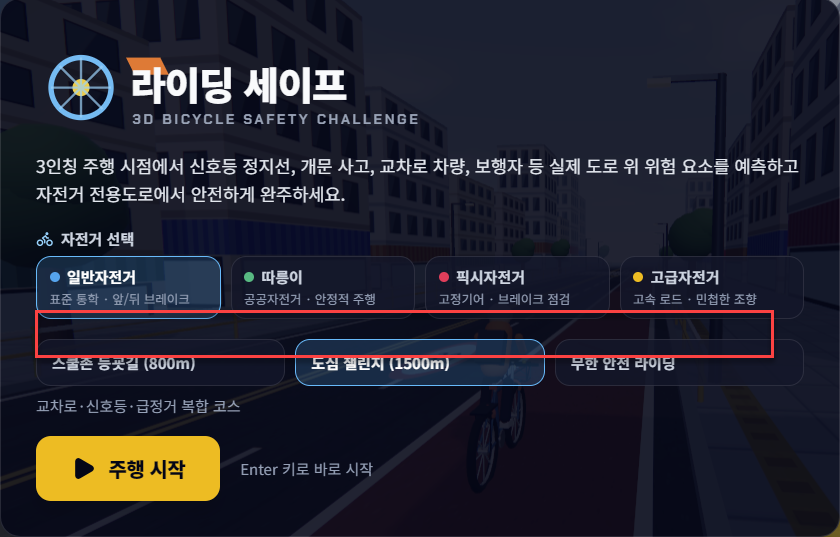 라이딩 세이프
3D BICYCLE SAFETY CHALLENGE
3인칭 주행 시점에서 신호등 정지선, 개문 사고, 교차로 차량, 보행자 등 실제 도로 위 위험 요소를 예측하고
자전거 전용도로에서 안전하게 완주하세요.
자전거 선택
일반자전거
표준 통학 · 앞/뒤 브레이크
따릉이
공공자전거 · 안정적 주행
픽시자전거
고정기어 · 브레이크 점검
고급자전거
고속 로드 · 민첩한 조향
스쿨존 등굣길 (800m)
도심 챌린지 (1500m)
무한 안전 라이딩
교차로·신호등·급정거 복합 코스
주행 시작
Enter 키로 바로 시작